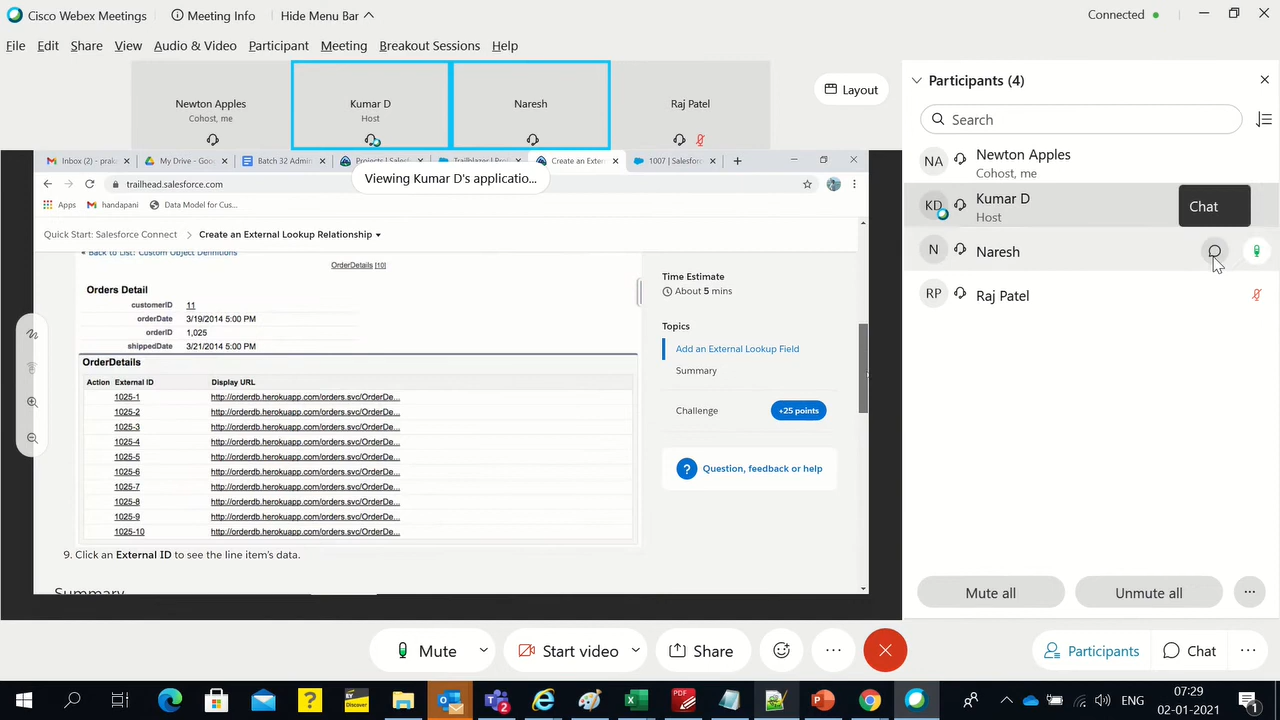 Cisco Webex Meetings
Meeting Info
Hide Menu Bar
Connected
File Edit Share View Audio & Video Participant Meeting Breakout Sessions Help
Newton Apples
Cohost, me
Kumar D
Host
Naresh
Raj Patel
Layout
Inbox (2) - prak
My Drive - Goo
Batch 32 Admin
Projects | Sales
Trailblazer | Pro
Create an Exter
1007 | Salesforc
trailhead.salesforce.com
Viewing Kumar D's applicatio...
Apps
handapani
Data Model for Cus...
Quick Start: Salesforce Connect
Create an External Lookup Relationship
Back to List: Custom Object Definitions
OrderDetails [10]
Orders Detail
customerID 11
orderDate 3/19/2014 5:00 PM
orderID 1,025
shippedDate 3/21/2014 5:00 PM
OrderDetails
Action External ID Display URL
1025-1 http://orderdb.herokuapp.com/orders.svc/OrderDe...
1025-2 http://orderdb.herokuapp.com/orders.svc/OrderDe...
1025-3 http://orderdb.herokuapp.com/orders.svc/OrderDe...
1025-4 http://orderdb.herokuapp.com/orders.svc/OrderDe...
1025-5 http://orderdb.herokuapp.com/orders.svc/OrderDe...
1025-6 http://orderdb.herokuapp.com/orders.svc/OrderDe...
1025-7 http://orderdb.herokuapp.com/orders.svc/OrderDe...
1025-8 http://orderdb.herokuapp.com/orders.svc/OrderDe...
1025-9 http://orderdb.herokuapp.com/orders.svc/OrderDe...
1025-10 http://orderdb.herokuapp.com/orders.svc/OrderDe...
9. Click an External ID to see the line item's data.
Summary
Time Estimate
About 5 mins
Topics
Add an External Lookup Field
Summary
Challenge
+25 points
? Question, feedback or help
Participants (4)
Search
NA Newton Apples
Cohost, me
KD Kumar D
Host
Chat
N Naresh
RP Raj Patel
Mute all
Unmute all
Mute
Start video
Share
Participants
Chat
ENG
07:29
02-01-2021